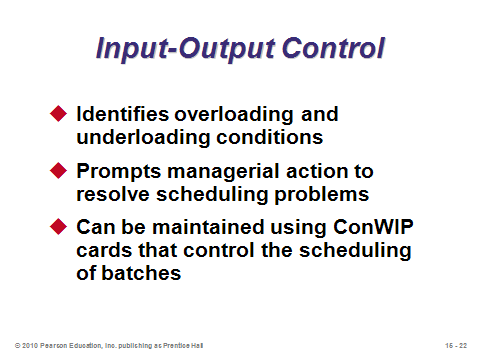 Input-Output Control
Identifies overloading and
underloading conditions
Prompts managerial action to
resolve scheduling problems
Can be maintained using ConWIP
cards that control the scheduling
of batches
© 2010 Pearson Education, Inc. publishing as Prentice Hall
15 - 22